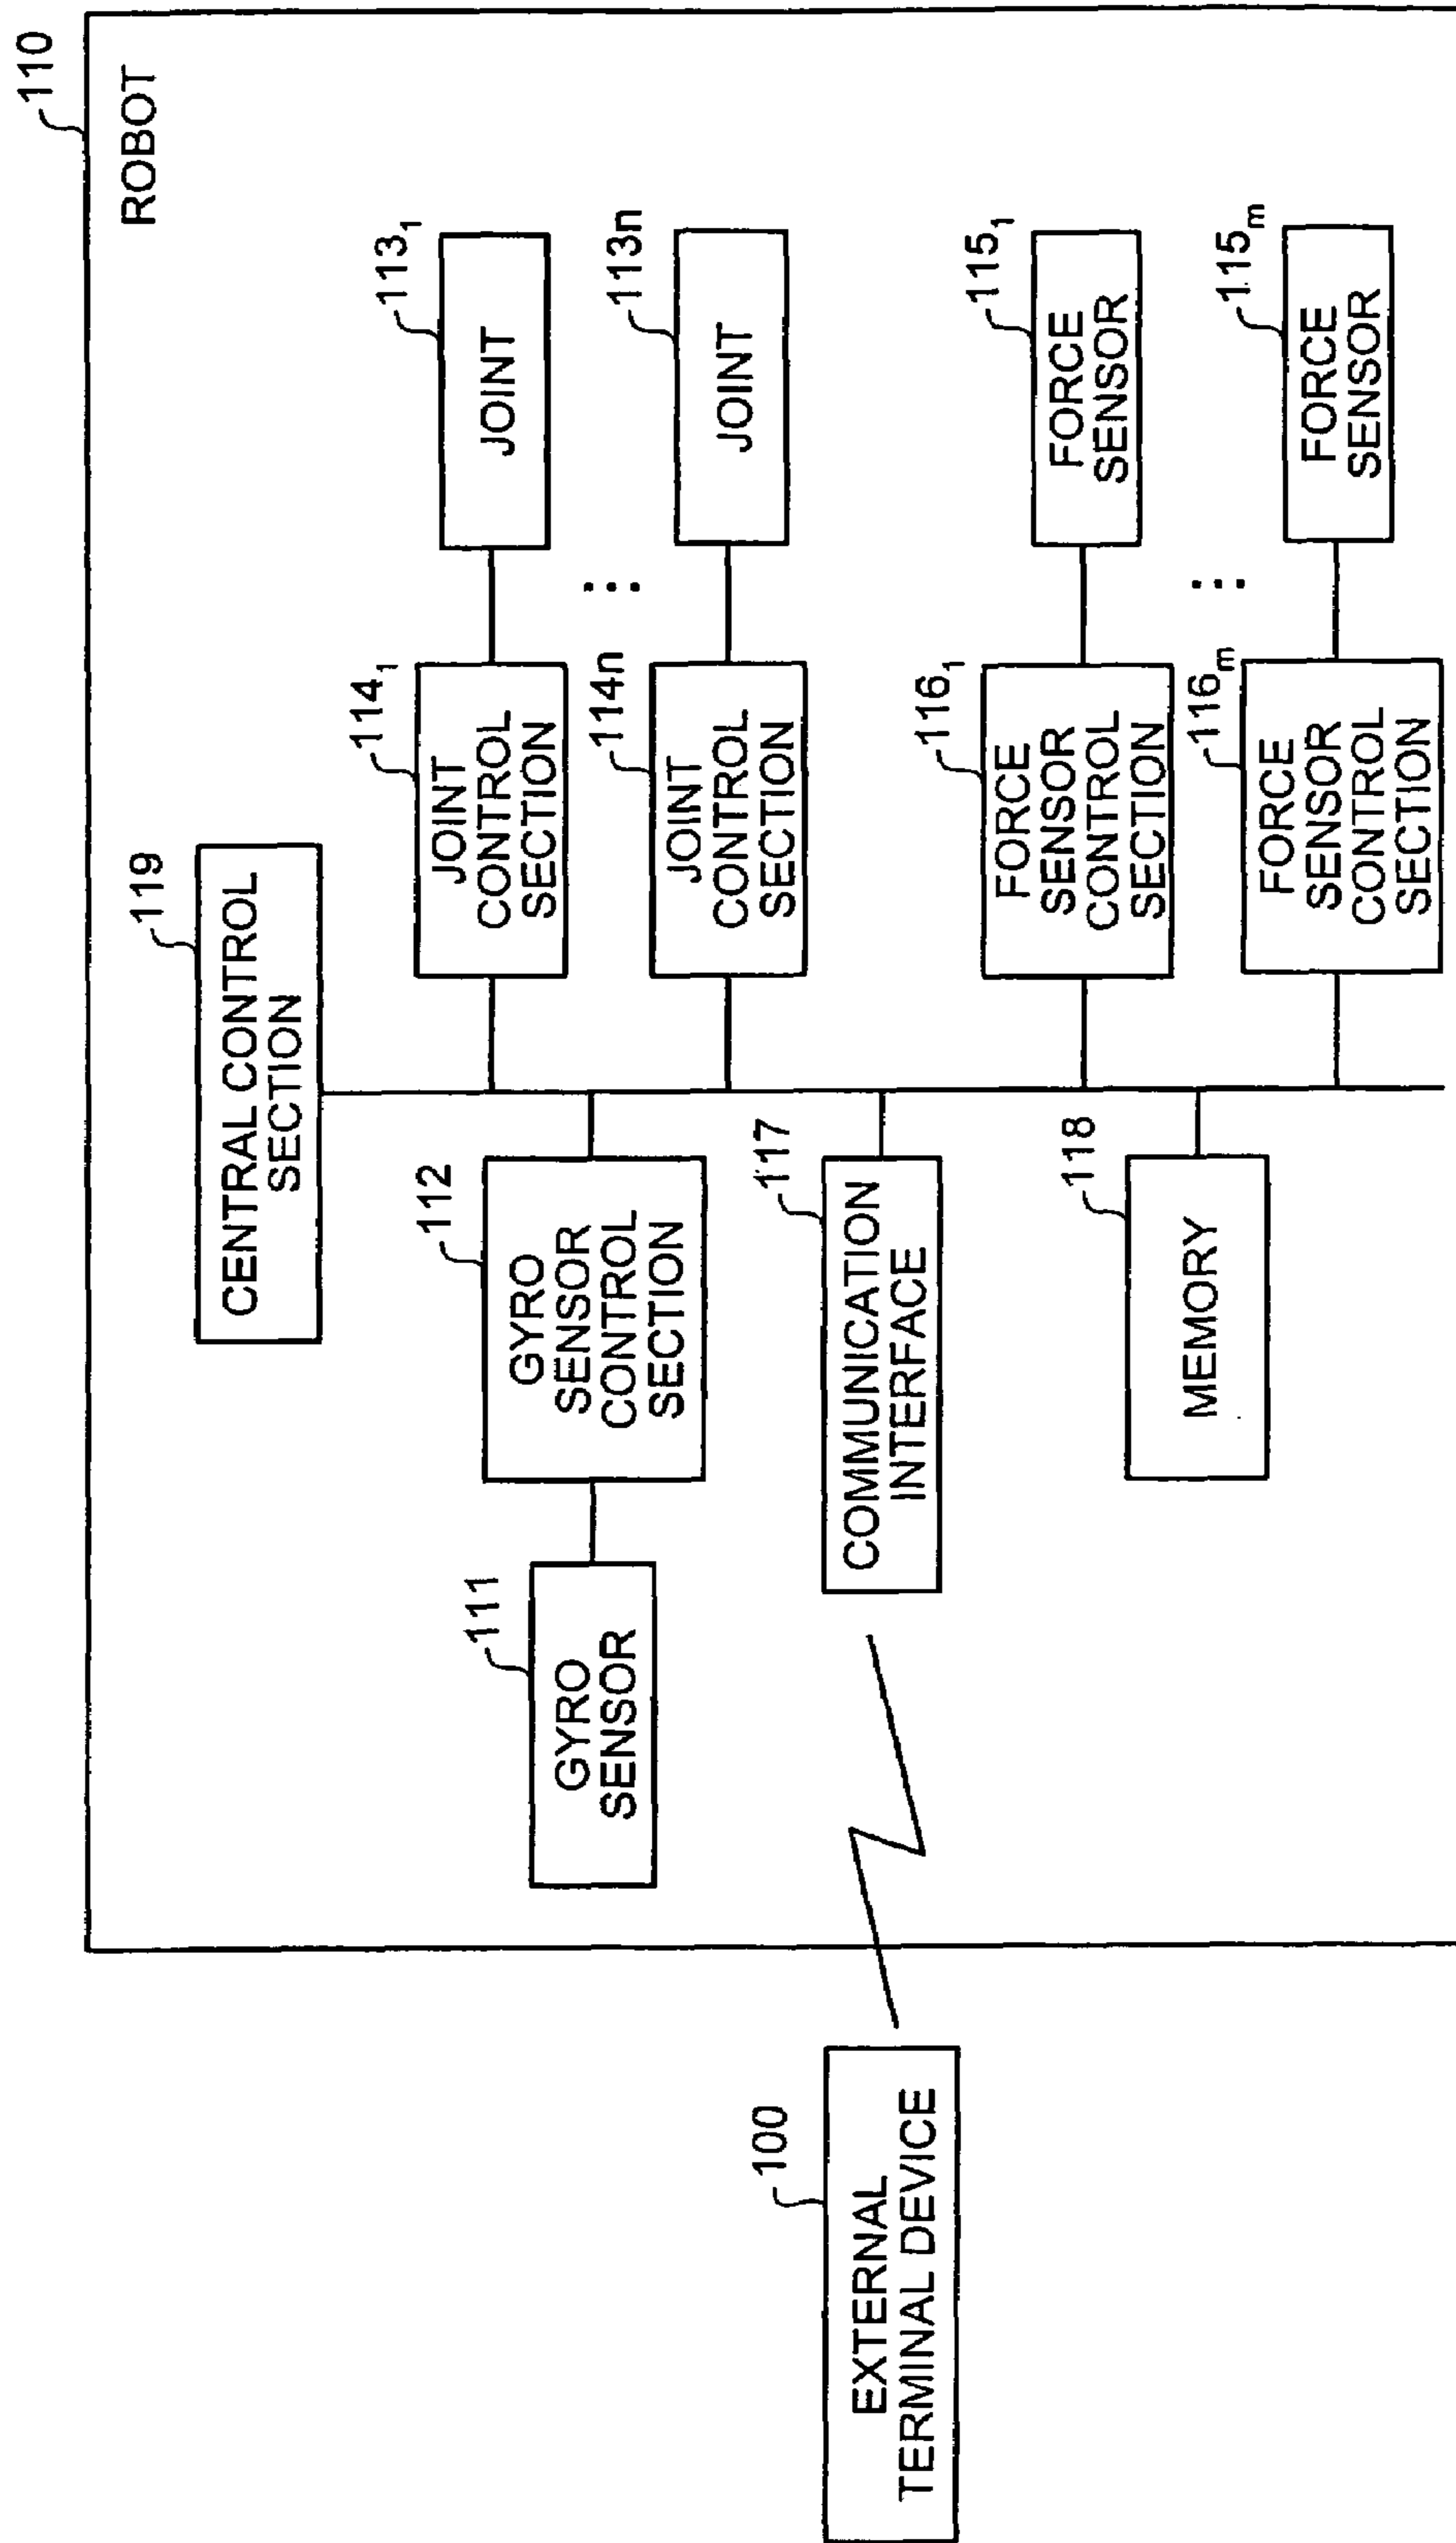 110
ROBOT
119
CENTRAL CONTROL
SECTION
111
GYRO
SENSOR
112
GYRO
SENSOR
CONTROL
SECTION
114₁
JOINT
CONTROL
SECTION
113₁
JOINT
114n
JOINT
CONTROL
SECTION
113n
JOINT
100
EXTERNAL
TERMINAL DEVICE
117
COMMUNICATION
INTERFACE
116₁
FORCE
SENSOR
CONTROL
SECTION
115₁
FORCE
SENSOR
118
MEMORY
116ₘ
FORCE
SENSOR
CONTROL
SECTION
115ₘ
FORCE
SENSOR